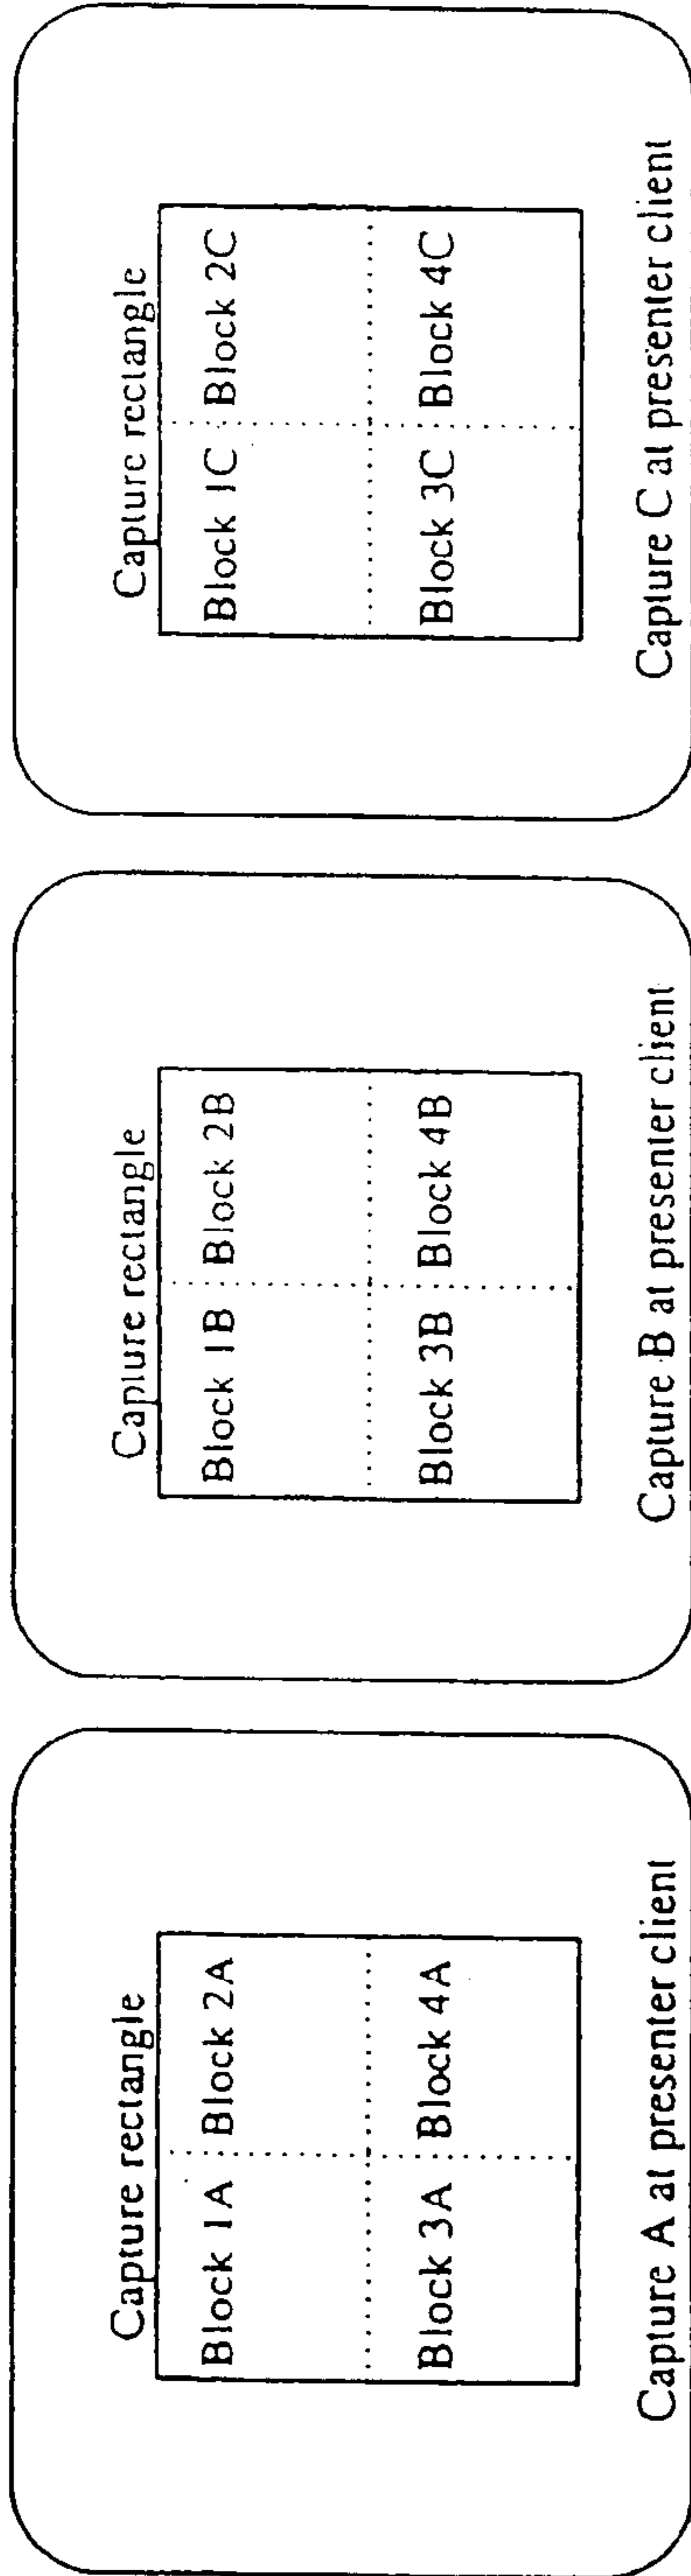 Capture rectangle
Block 1A Block 2A
Block 3A Block 4A
Capture A at presenter client
Capture rectangle
Block 1B Block 2B
Block 3B Block 4B
Capture B at presenter client
Capture rectangle
Block 1C Block 2C
Block 3C Block 4C
Capture C at presenter client